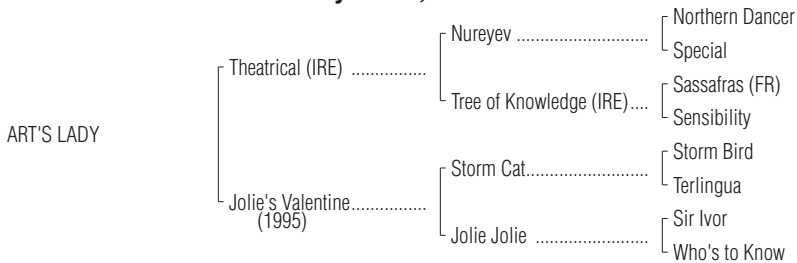 Northern Dancer
Nureyev ............................
Special
Theatrical (IRE) ................
Sassafras (FR)
Tree of Knowledge (IRE)....
Sensibility
ART'S LADY
Storm Bird
Storm Cat..........................
Terlingua
Jolie's Valentine................
(1995)
Sir Ivor
Jolie Jolie ........................
Who's to Know